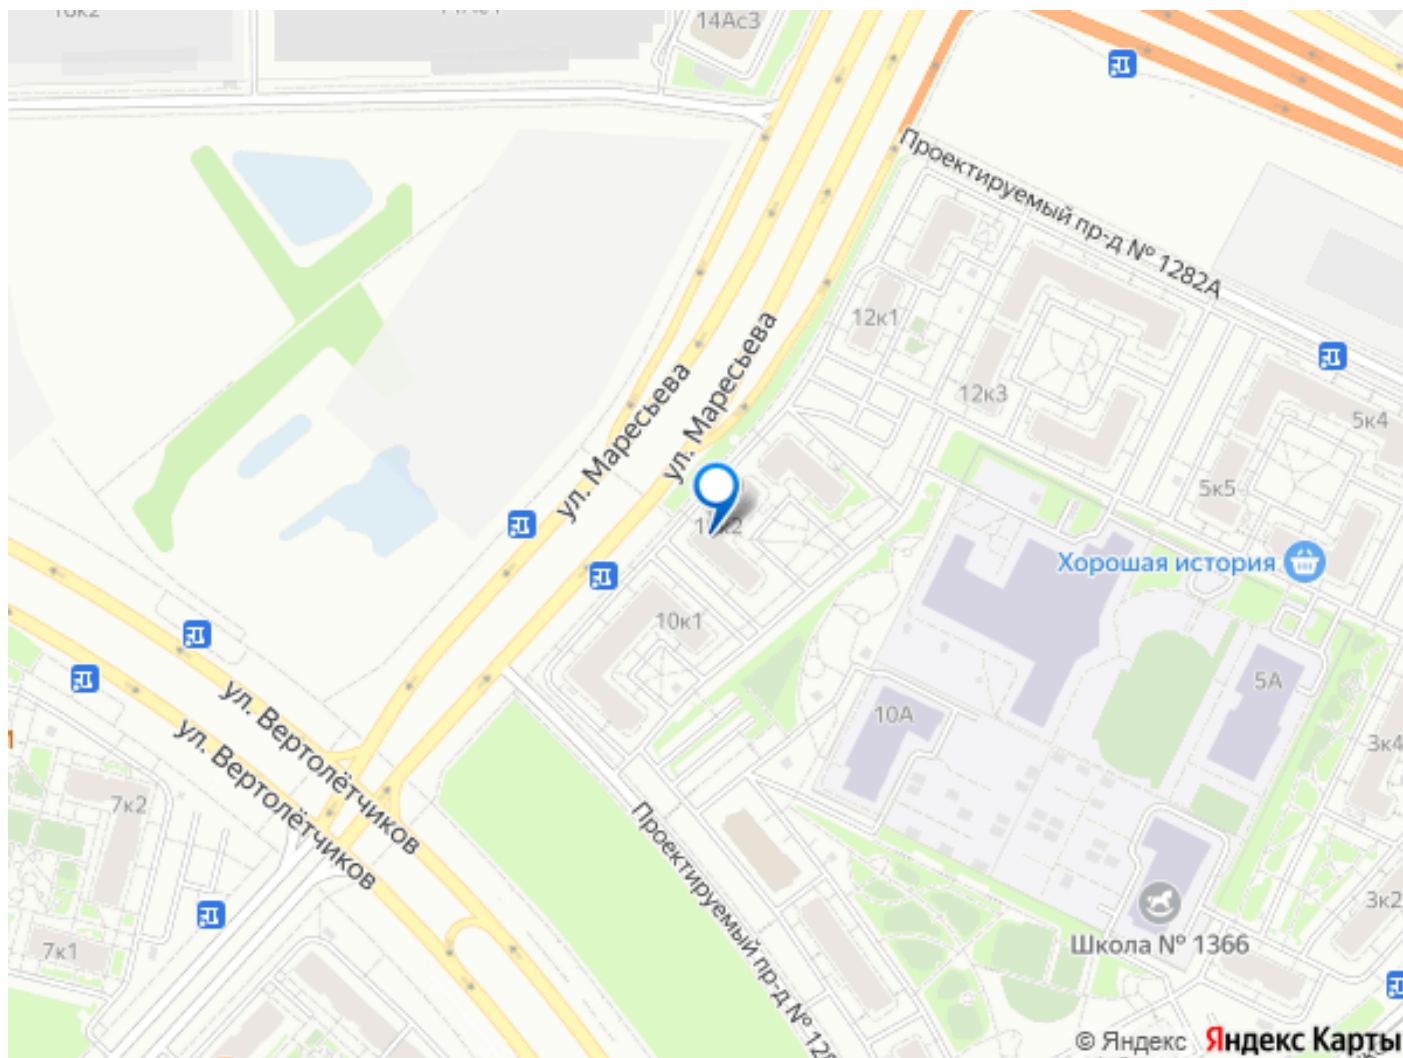 14Ас3
Проектируемый пр-д № 1282А
12к1
ул. Маресьева
ул. Маресьева
12к3
5к4
5к5
Хорошая история
10к1
5А
ул. Вертолётчиков
10А
ул. Вертолётчиков
3к4
7к2
Проектируемый пр-д № 128
3к2
7к1
Школа № 1366
© Яндекс Яндекс Карты